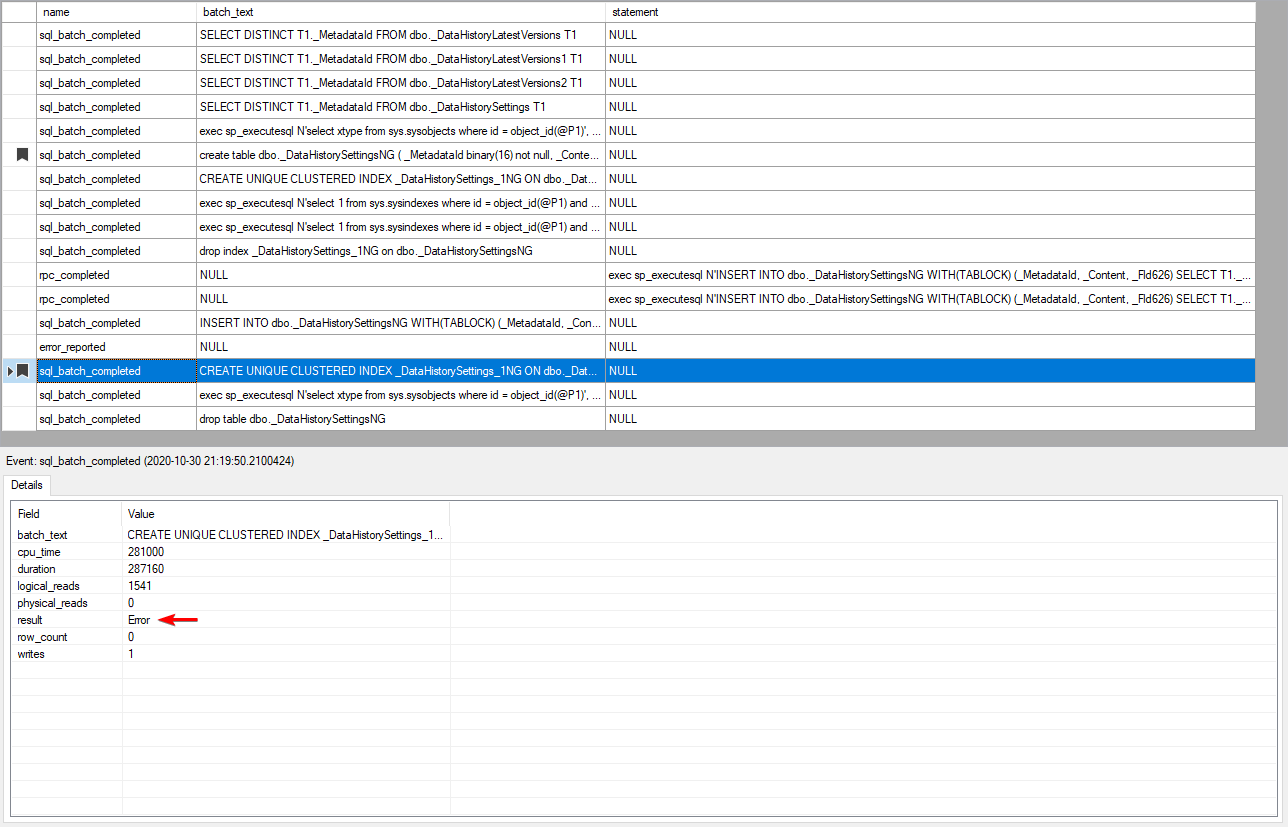 name batch_text statement
sql_batch_completed SELECT DISTINCT T1._MetadataId FROM dbo._DataHistoryLatestVersions T1 NULL
sql_batch_completed SELECT DISTINCT T1._MetadataId FROM dbo._DataHistoryLatestVersions1 T1 NULL
sql_batch_completed SELECT DISTINCT T1._MetadataId FROM dbo._DataHistoryLatestVersions2 T1 NULL
sql_batch_completed SELECT DISTINCT T1._MetadataId FROM dbo._DataHistorySettings T1 NULL
sql_batch_completed exec sp_executesql N'select xtype from sys.sysobjects where id = object_id(@P1)', ... NULL
sql_batch_completed create table dbo._DataHistorySettingsNG ( _MetadataId binary(16) not null, _Conte... NULL
sql_batch_completed CREATE UNIQUE CLUSTERED INDEX _DataHistorySettings_1NG ON dbo._Dat... NULL
sql_batch_completed exec sp_executesql N'select 1 from sys.sysindexes where id = object_id(@P1) and ... NULL
sql_batch_completed exec sp_executesql N'select 1 from sys.sysindexes where id = object_id(@P1) and ... NULL
sql_batch_completed drop index _DataHistorySettings_1NG on dbo._DataHistorySettingsNG NULL
rpc_completed NULL exec sp_executesql N'INSERT INTO dbo._DataHistorySettingsNG WITH(TABLOCK) (_MetadataId, _Content, _Fld626) SELECT T1._...
rpc_completed NULL exec sp_executesql N'INSERT INTO dbo._DataHistorySettingsNG WITH(TABLOCK) (_MetadataId, _Content, _Fld626) SELECT T1._...
sql_batch_completed INSERT INTO dbo._DataHistorySettingsNG WITH(TABLOCK) (_MetadataId, _Con... NULL
error_reported NULL NULL
sql_batch_completed CREATE UNIQUE CLUSTERED INDEX _DataHistorySettings_1NG ON dbo._Dat... NULL
sql_batch_completed exec sp_executesql N'select xtype from sys.sysobjects where id = object_id(@P1)', ... NULL
sql_batch_completed drop table dbo._DataHistorySettingsNG NULL
Event: sql_batch_completed (2020-10-30 21:19:50.2100424)
Details
Field Value
batch_text CREATE UNIQUE CLUSTERED INDEX _DataHistorySettings_1...
cpu_time 281000
duration 287160
logical_reads 1541
physical_reads 0
result Error
row_count 0
writes 1